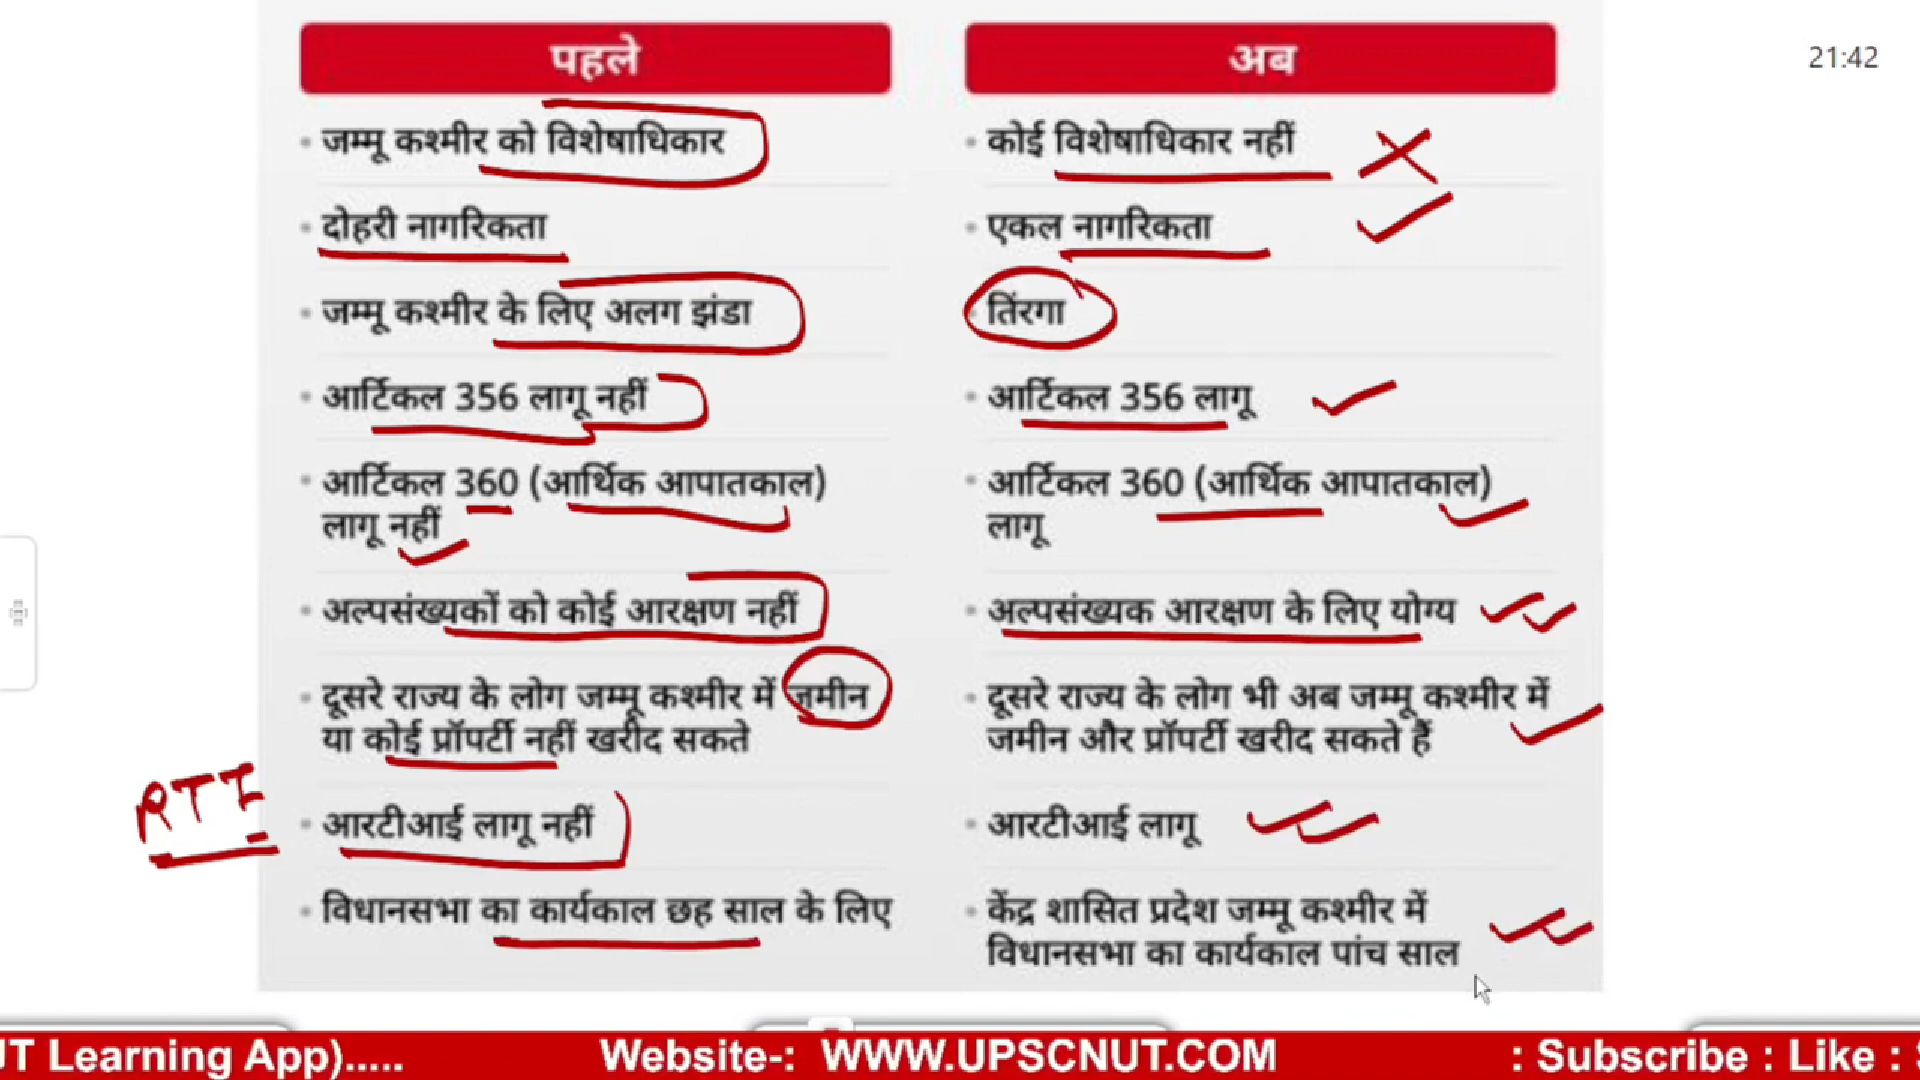 पहले
अब
21:42
जम्मू कश्मीर को विशेषाधिकार
कोई विशेषाधिकार नहीं
दोहरी नागरिकता
एकल नागरिकता
जम्मू कश्मीर के लिए अलग झंडा
तिंरगा
आर्टिकल 356 लागू नहीं
आर्टिकल 356 लागू
आर्टिकल 360 (आर्थिक आपातकाल)
लागू नहीं
आर्टिकल 360 (आर्थिक आपातकाल)
लागू
अल्पसंख्यकों को कोई आरक्षण नहीं
अल्पसंख्यक आरक्षण के लिए योग्य
दूसरे राज्य के लोग जम्मू कश्मीर में जमीन
या कोई प्रॉपर्टी नहीं खरीद सकते
दूसरे राज्य के लोग भी अब जम्मू कश्मीर में
जमीन और प्रॉपर्टी खरीद सकते हैं
RTI
आरटीआई लागू नहीं
आरटीआई लागू
विधानसभा का कार्यकाल छह साल के लिए
केंद्र शासित प्रदेश जम्मू कश्मीर में
विधानसभा का कार्यकाल पांच साल
Learning App)..... Website-: WWW.UPSCNUT.COM : Subscribe : Like :